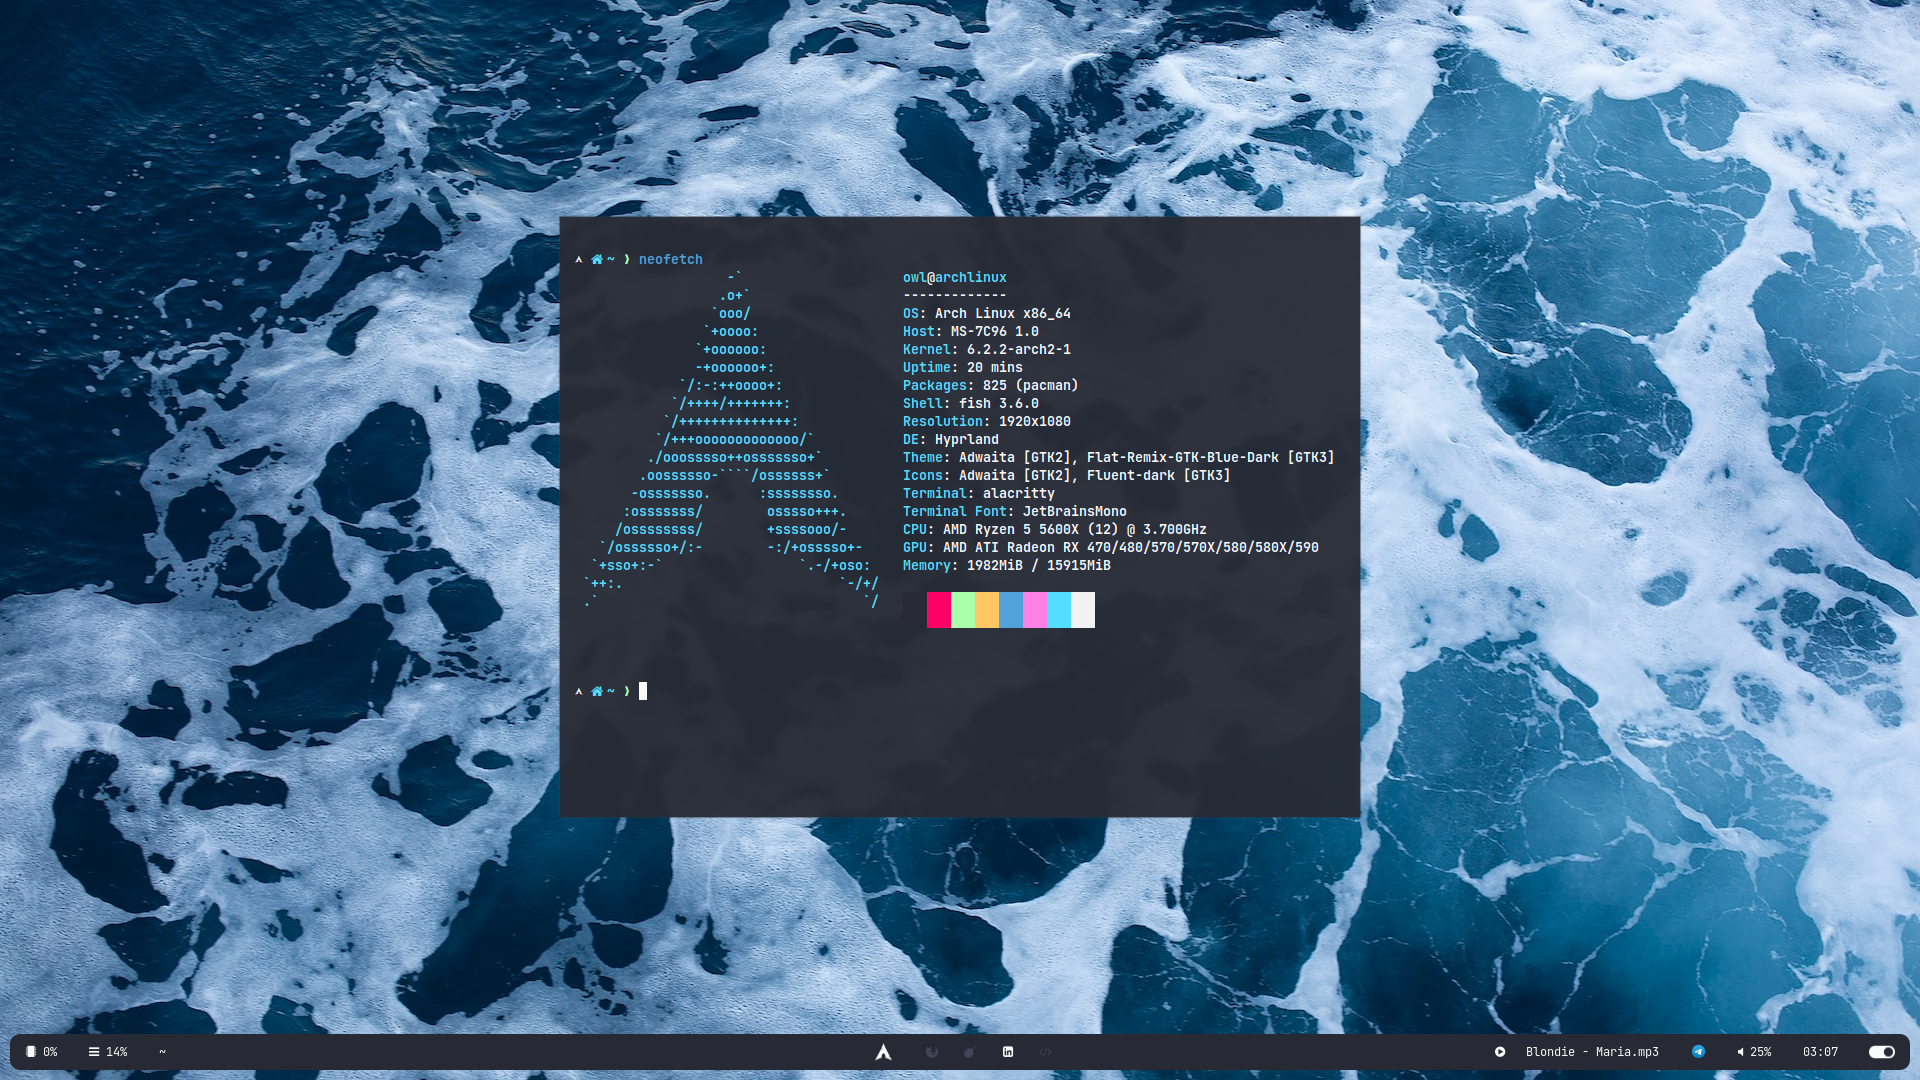 ~ ❯ neofetch
-`
.o+`
`ooo/
`+oooo:
`+oooooo:
-+oooooo+:
`/:-:++oooo+:
`/++++/+++++++:
`/++++++++++++++:
`/+++ooooooooooooo/`
./ooosssso++osssssso+`
.oossssso-````/ossssss+`
-osssssso.      :ssssssso.
:osssssss/        osssso+++.
/ossssssss/        +ssssooo/-
`/ossssso+/:-        -:/+osssso+-
`+sso+:-`                 `.-/+oso:
`++:.                           `-/+/
.`                                 `/
owl@archlinux
-------------
OS: Arch Linux x86_64
Host: MS-7C96 1.0
Kernel: 6.2.2-arch2-1
Uptime: 20 mins
Packages: 825 (pacman)
Shell: fish 3.6.0
Resolution: 1920x1080
DE: Hyprland
Theme: Adwaita [GTK2], Flat-Remix-GTK-Blue-Dark [GTK3]
Icons: Adwaita [GTK2], Fluent-dark [GTK3]
Terminal: alacritty
Terminal Font: JetBrainsMono
CPU: AMD Ryzen 5 5600X (12) @ 3.700GHz
GPU: AMD ATI Radeon RX 470/480/570/570X/580/580X/590
Memory: 1982MiB / 15915MiB
~ ❯
0% 14% ~ Blondie - Maria.mp3 25% 03:07